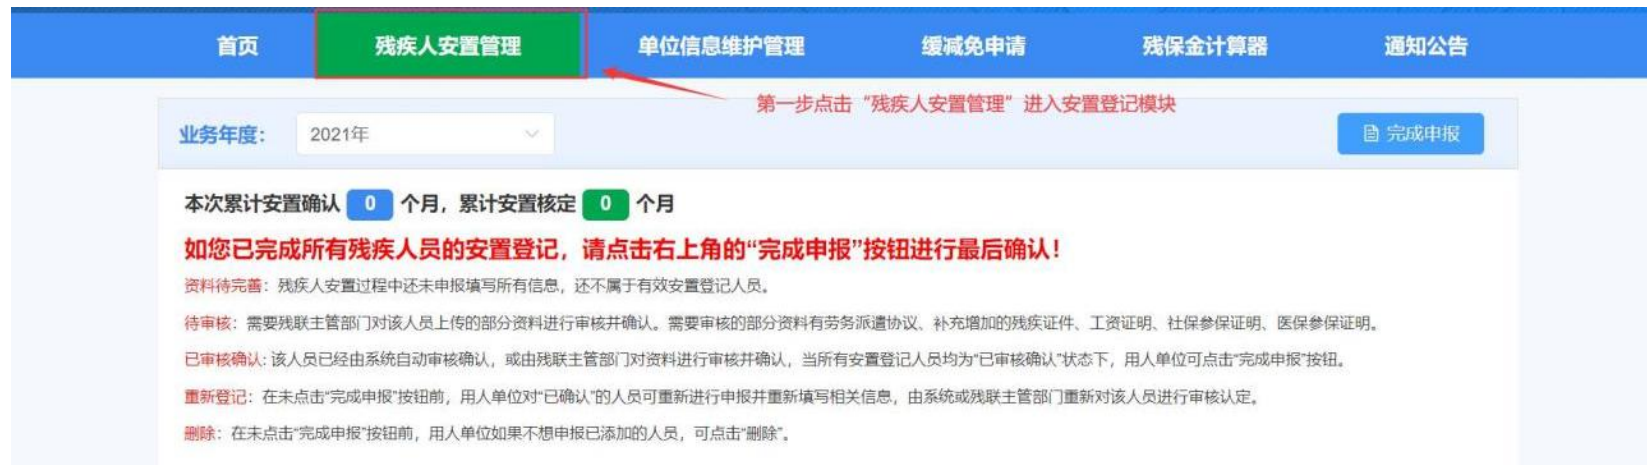 首页 残疾人安置管理 单位信息维护管理 缓减免申请 残保金计算器 通知公告
第一步点击“残疾人安置管理”进入安置登记模块
业务年度： 2021年 完成申报
本次累计安置确认 0 个月，累计安置核定 0 个月
如您已完成所有残疾人员的安置登记，请点击右上角的“完成申报”按钮进行最后确认！
资料待完善：残疾人安置过程中还未申报填写所有信息，还不属于有效安置登记人员。
待审核：需要残联主管部门对该人员上传的部分资料进行审核并确认。需要审核的部分资料有劳务派遣协议、补充增加的残疾证件、工资证明、社保参保证明、医保参保证明。
已审核确认: 该人员已经由系统自动审核确认，或由残联主管部门对资料进行审核并确认，当所有安置登记人员均为“已审核确认”状态下，用人单位可点击“完成申报”按钮。
重新登记：在未点击“完成申报”按钮前，用人单位对“已确认”的人员可重新进行申报并重新填写相关信息，由系统或残联主管部门重新对该人员进行审核认定。
删除：在未点击“完成申报”按钮前，用人单位如果不想申报已添加的人员，可点击“删除”。